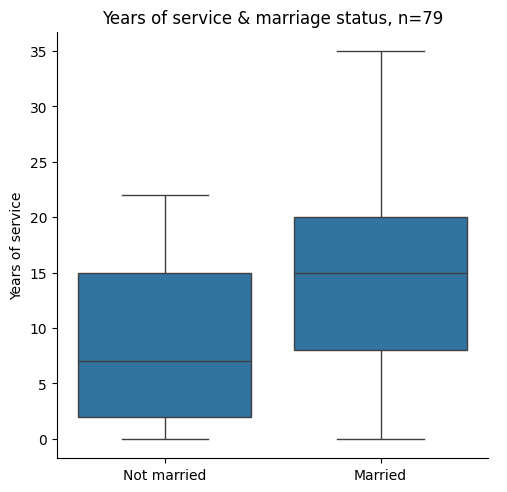 Years of service & marriage status, n=79
Years of service
35
30
25
20
15
10
5
0
Not married
Married